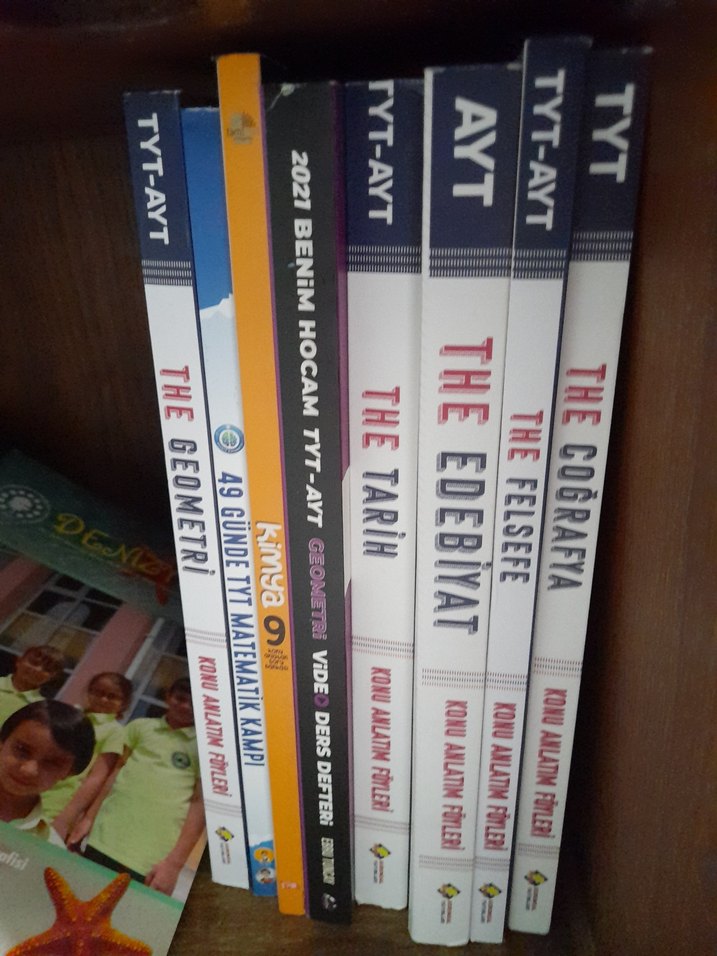 TYT-AYT
THE GEOMETRİ
KONU ANLATIM FÖYLERİ
49 GÜNDE TYT MATEMATİK KAMPI
kimya 9
2021 BENİM HOCAM TYT-AYT GEOMETRİ VİDEO DERS DEFTERİ
TYT-AYT
THE TARİH
KONU ANLATIM FÖYLERİ
AYT
THE EDEBİYAT
KONU ANLATIM FÖYLERİ
TYT-AYT
THE FELSEFE
KONU ANLATIM FÖYLERİ
TYT
THE COĞRAFYA
KONU ANLATIM FÖYLERİ